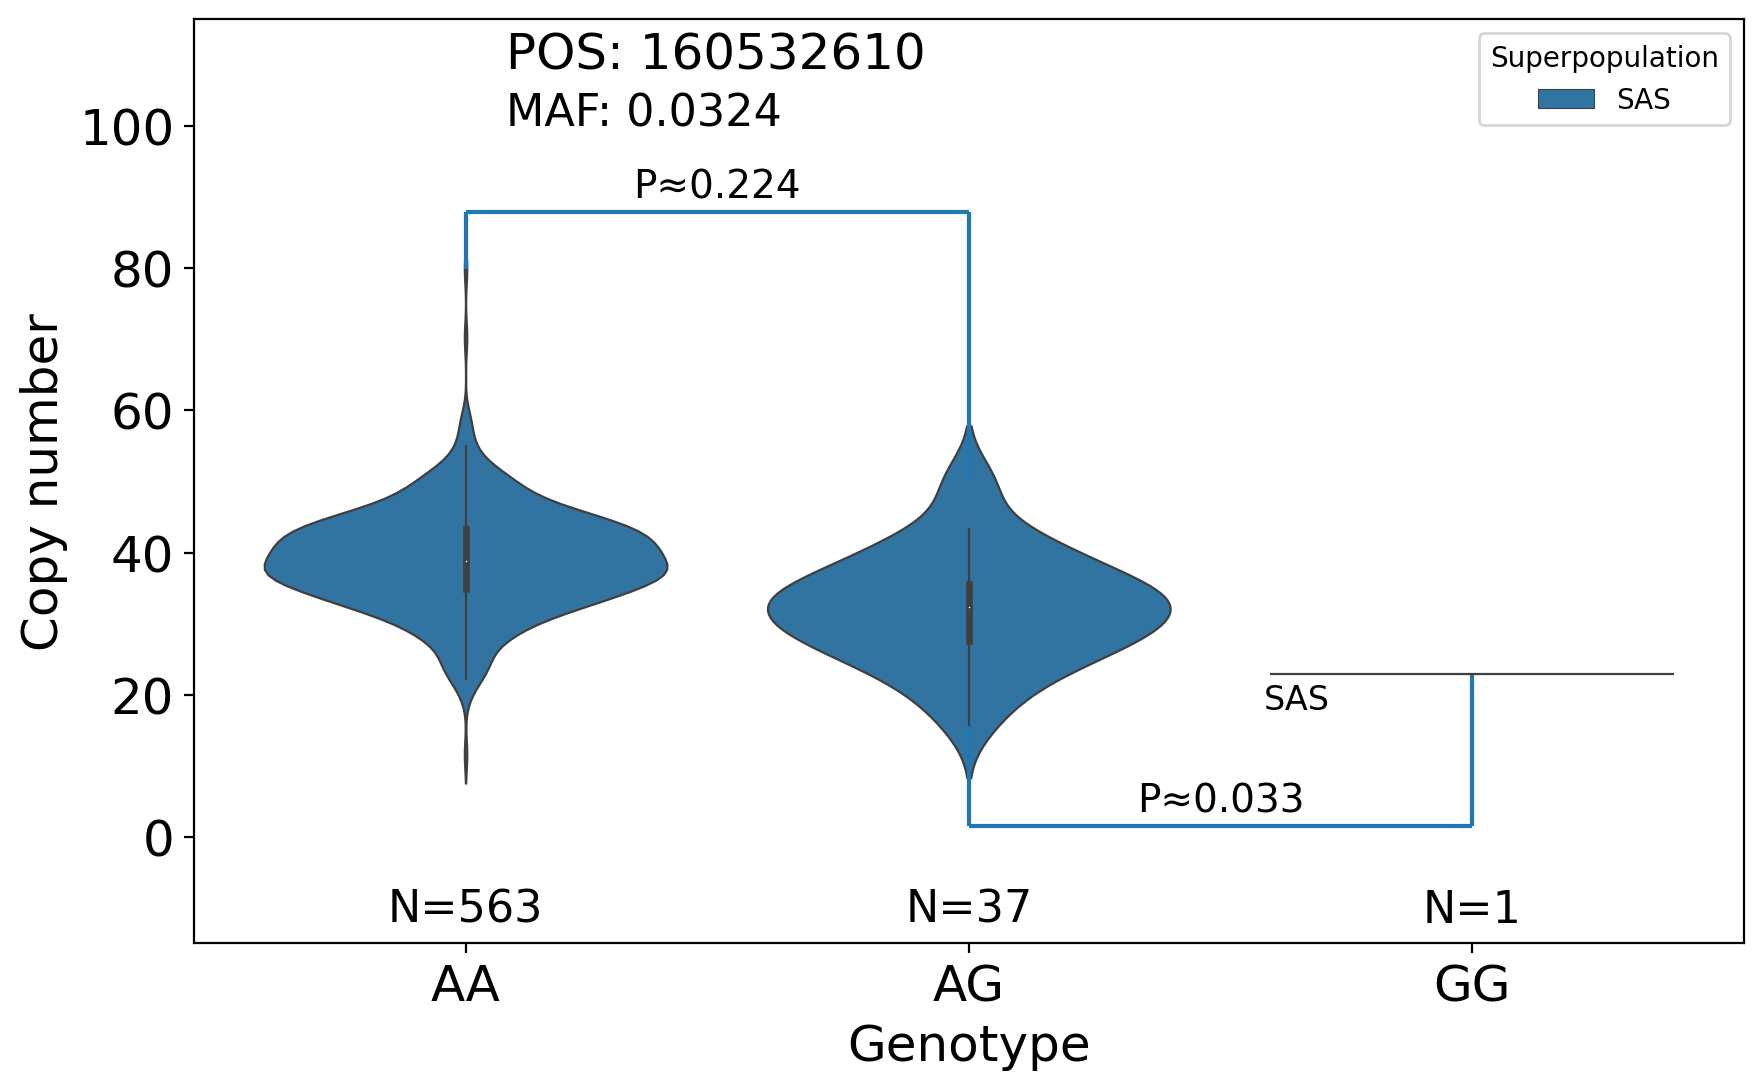 POS: 160532610
MAF: 0.0324
Superpopulation
SAS
P≈0.224
100
80
60
40
20
0
Copy number
SAS
P≈0.033
N=563
N=37
N=1
AA
AG
GG
Genotype